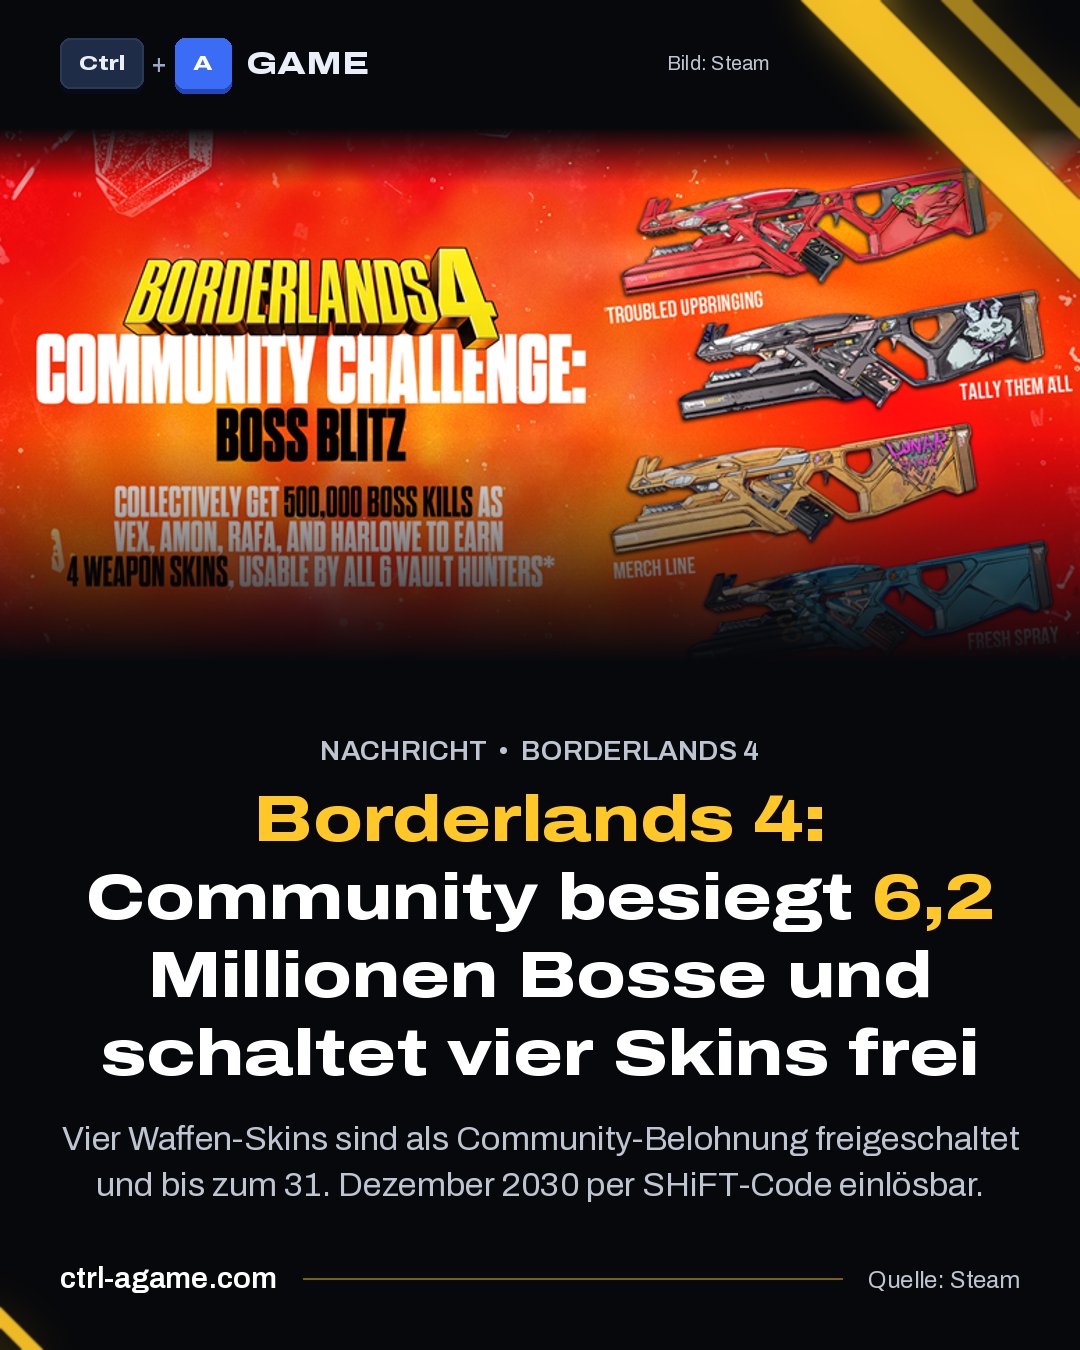 Ctrl + A GAME
Bild: Steam
BORDERLANDS 4
COMMUNITY CHALLENGE:
BOSS BLITZ
COLLECTIVELY GET 500,000 BOSS KILLS AS
VEX, AMON, RAFA, AND HARLOWE TO EARN
4 WEAPON SKINS, USABLE BY ALL 6 VAULT HUNTERS*
TROUBLED UPBRINGING
TALLY THEM ALL
MERCH LINE
FRESH SPRAY
NACHRICHT • BORDERLANDS 4
Borderlands 4:
Community besiegt 6,2
Millionen Bosse und
schaltet vier Skins frei
Vier Waffen-Skins sind als Community-Belohnung freigeschaltet
und bis zum 31. Dezember 2030 per SHiFT-Code einlösbar.
ctrl-agame.com
Quelle: Steam